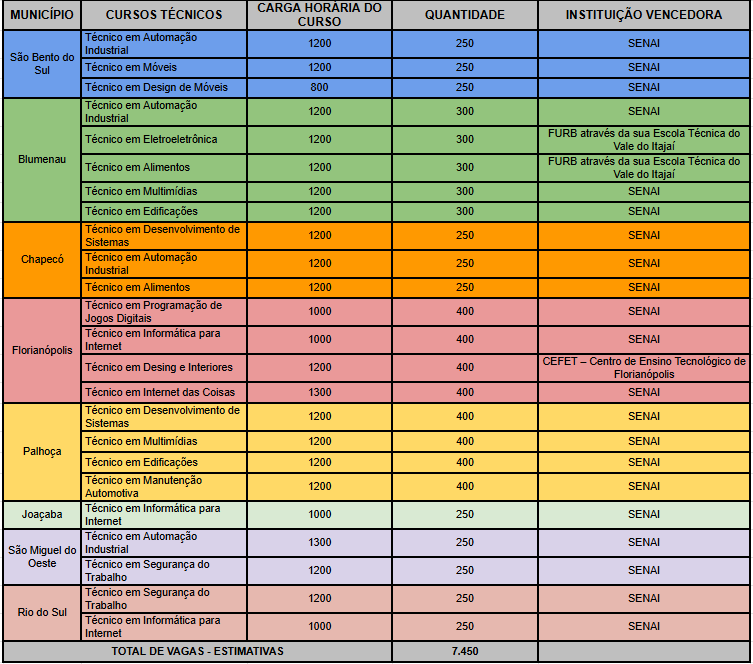 MUNICÍPIO CURSOS TÉCNICOS CARGA HORÁRIA DO CURSO QUANTIDADE INSTITUIÇÃO VENCEDORA
São Bento do Sul
Técnico em Automação Industrial 1200 250 SENAI
Técnico em Móveis 1200 250 SENAI
Técnico em Design de Móveis 800 250 SENAI
Blumenau
Técnico em Automação Industrial 1200 300 SENAI
Técnico em Eletroeletrônica 1200 300 FURB através da sua Escola Técnica do Vale do Itajaí
Técnico em Alimentos 1200 300 FURB através da sua Escola Técnica do Vale do Itajaí
Técnico em Multimídias 1200 300 SENAI
Técnico em Edificações 1200 300 SENAI
Chapecó
Técnico em Desenvolvimento de Sistemas 1200 250 SENAI
Técnico em Automação Industrial 1200 250 SENAI
Técnico em Alimentos 1200 250 SENAI
Florianópolis
Técnico em Programação de Jogos Digitais 1000 400 SENAI
Técnico em Informática para Internet 1000 400 SENAI
Técnico em Desing e Interiores 1200 400 CEFET – Centro de Ensino Tecnológico de Florianópolis
Técnico em Internet das Coisas 1300 400 SENAI
Palhoça
Técnico em Desenvolvimento de Sistemas 1200 400 SENAI
Técnico em Multimídias 1200 400 SENAI
Técnico em Edificações 1200 400 SENAI
Técnico em Manutenção Automotiva 1200 400 SENAI
Joaçaba
Técnico em Informática para Internet 1000 250 SENAI
São Miguel do Oeste
Técnico em Automação Industrial 1300 250 SENAI
Técnico em Segurança do Trabalho 1200 250 SENAI
Rio do Sul
Técnico em Segurança do Trabalho 1200 250 SENAI
Técnico em Informática para Internet 1000 250 SENAI
TOTAL DE VAGAS - ESTIMATIVAS 7.450